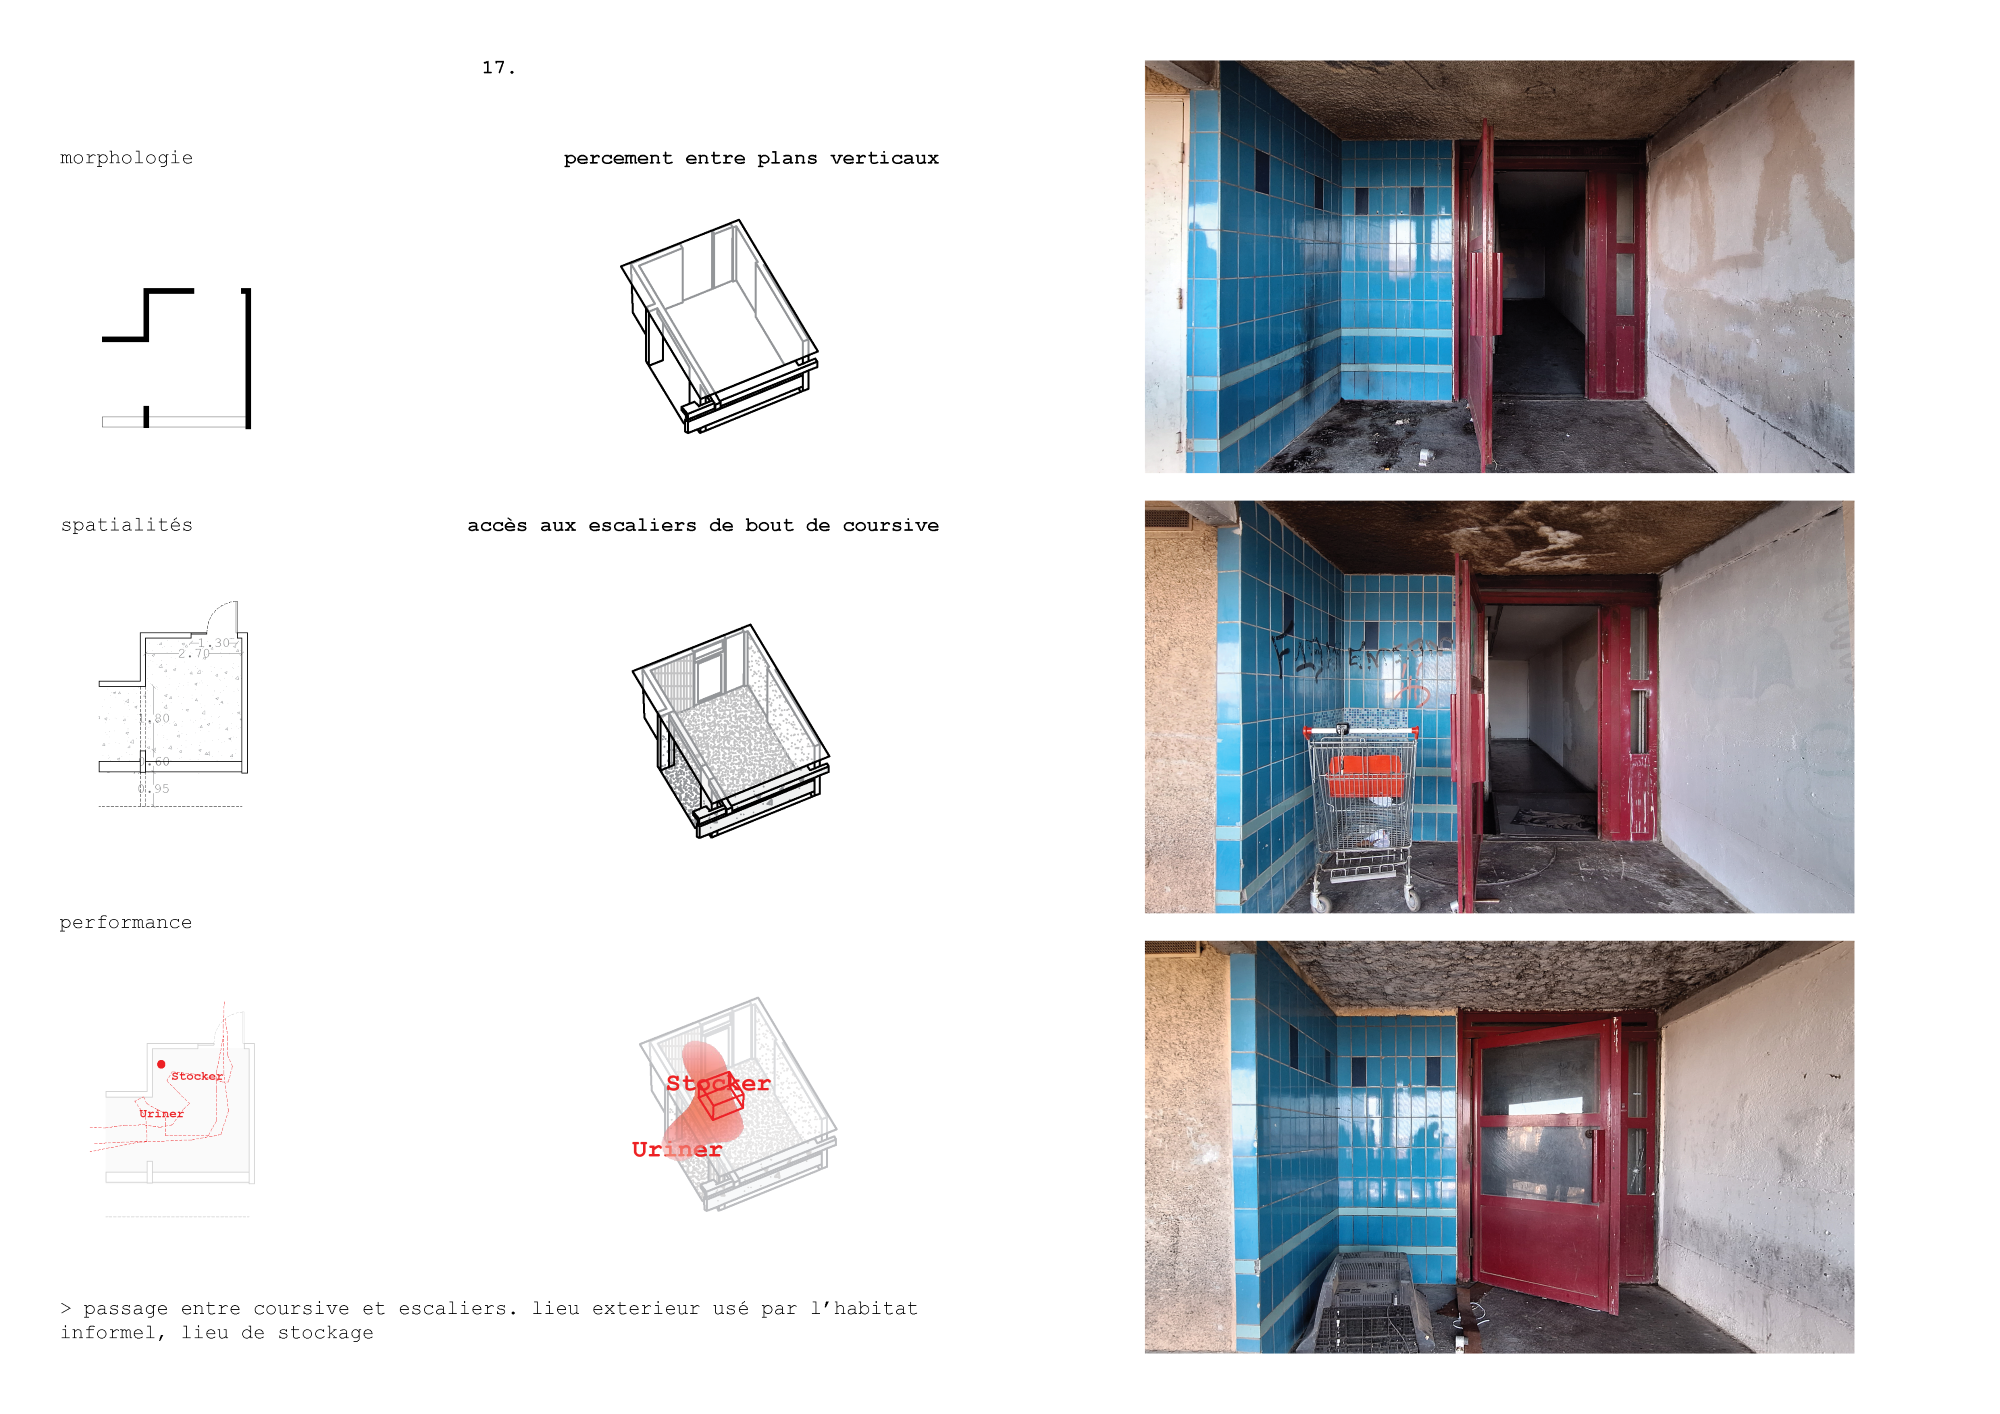 17.
morphologie
percement entre plans verticaux
spatialités
accès aux escaliers de bout de coursive
1.30
2.70
1.80
0.60
0.95
performance
Stocker
Uriner
Stocker
Uriner
> passage entre coursive et escaliers. lieu exterieur usé par l’habitat
informel, lieu de stockage